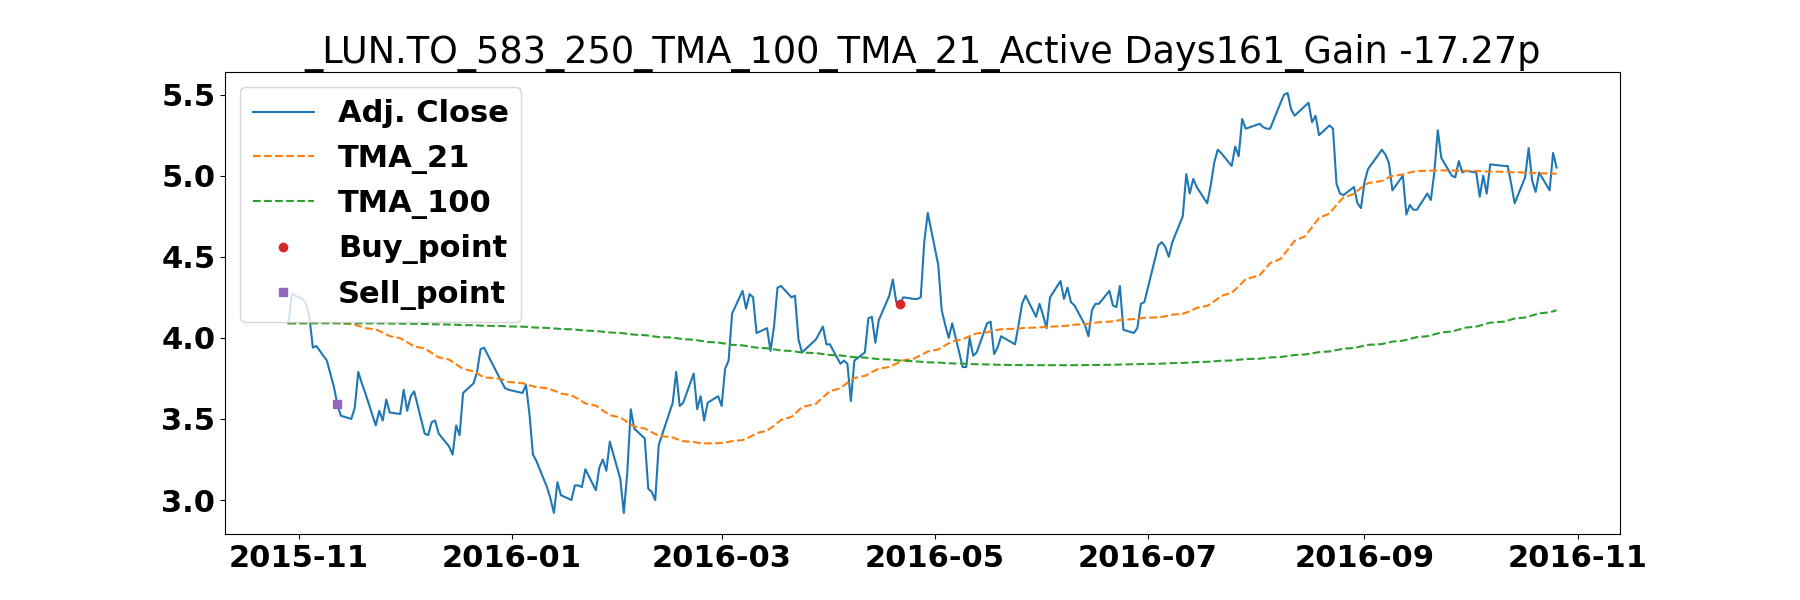 _LUN.TO_583_250_TMA_100_TMA_21_Active Days161_Gain -17.27p
5.5
5.0
4.5
4.0
3.5
3.0
Adj. Close
TMA_21
TMA_100
Buy_point
Sell_point
2015-11 2016-01 2016-03 2016-05 2016-07 2016-09 2016-11